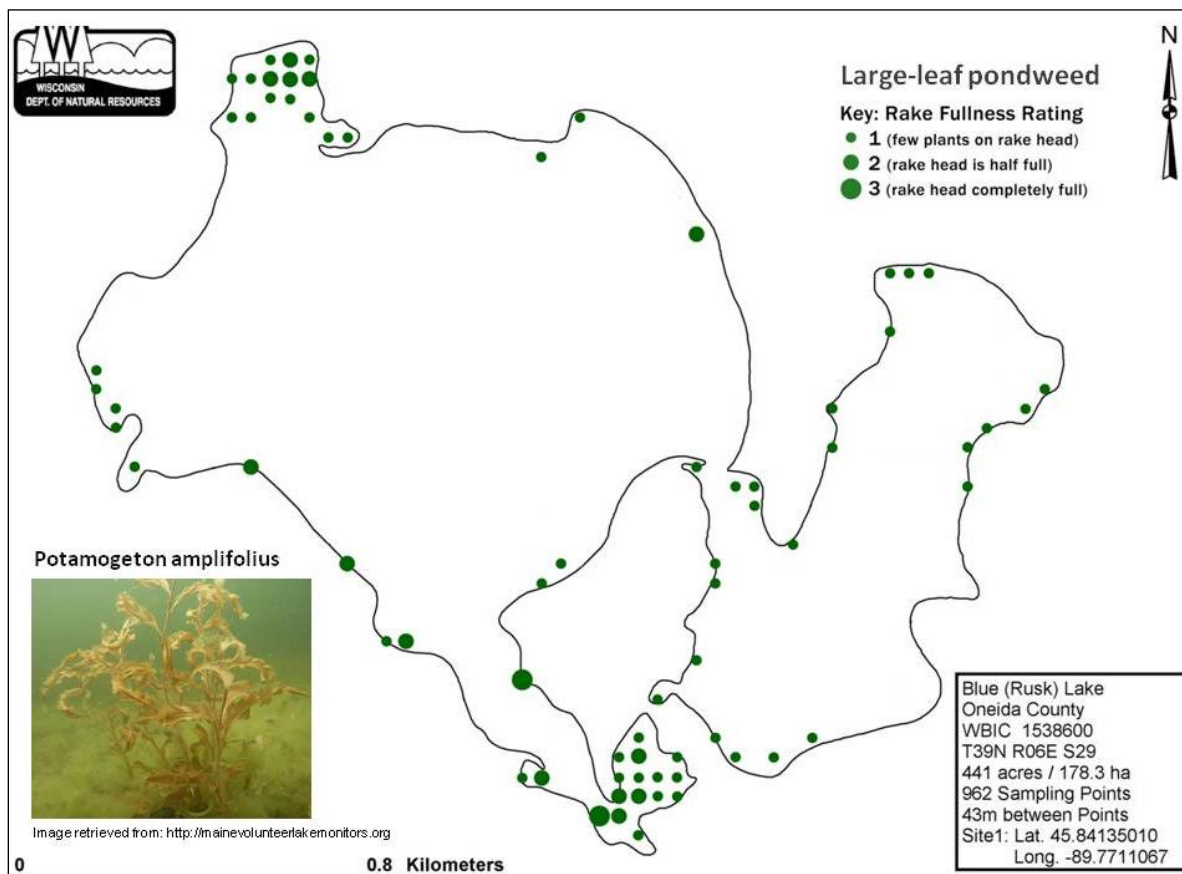 W
WISCONSIN
DEPT. OF NATURAL RESOURCES
N
Large-leaf pondweed
Key: Rake Fullness Rating
1 (few plants on rake head)
2 (rake head is half full)
3 (rake head completely full)
Potamogeton amplifolius
Image retrieved from: http://mainevolunteerlakemonitors.org
0 0.8 Kilometers
Blue (Rusk) Lake
Oneida County
WBIC 1538600
T39N R06E S29
441 acres / 178.3 ha
962 Sampling Points
43m between Points
Site1: Lat. 45.84135010
Long. -89.7711067